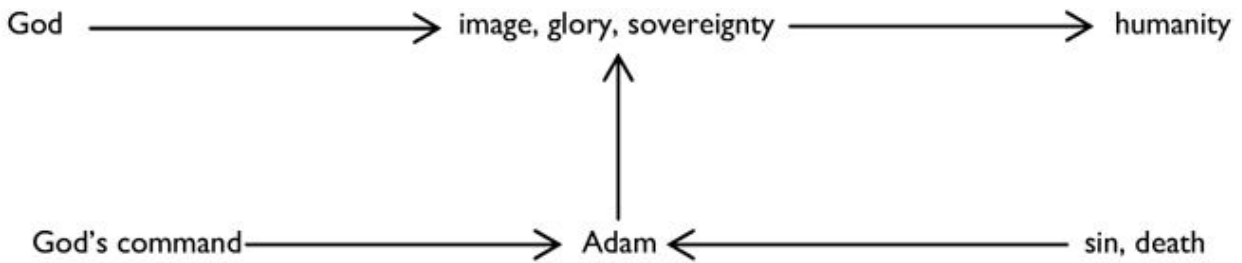 God image, glory, sovereignty humanity
God’s command Adam sin, death